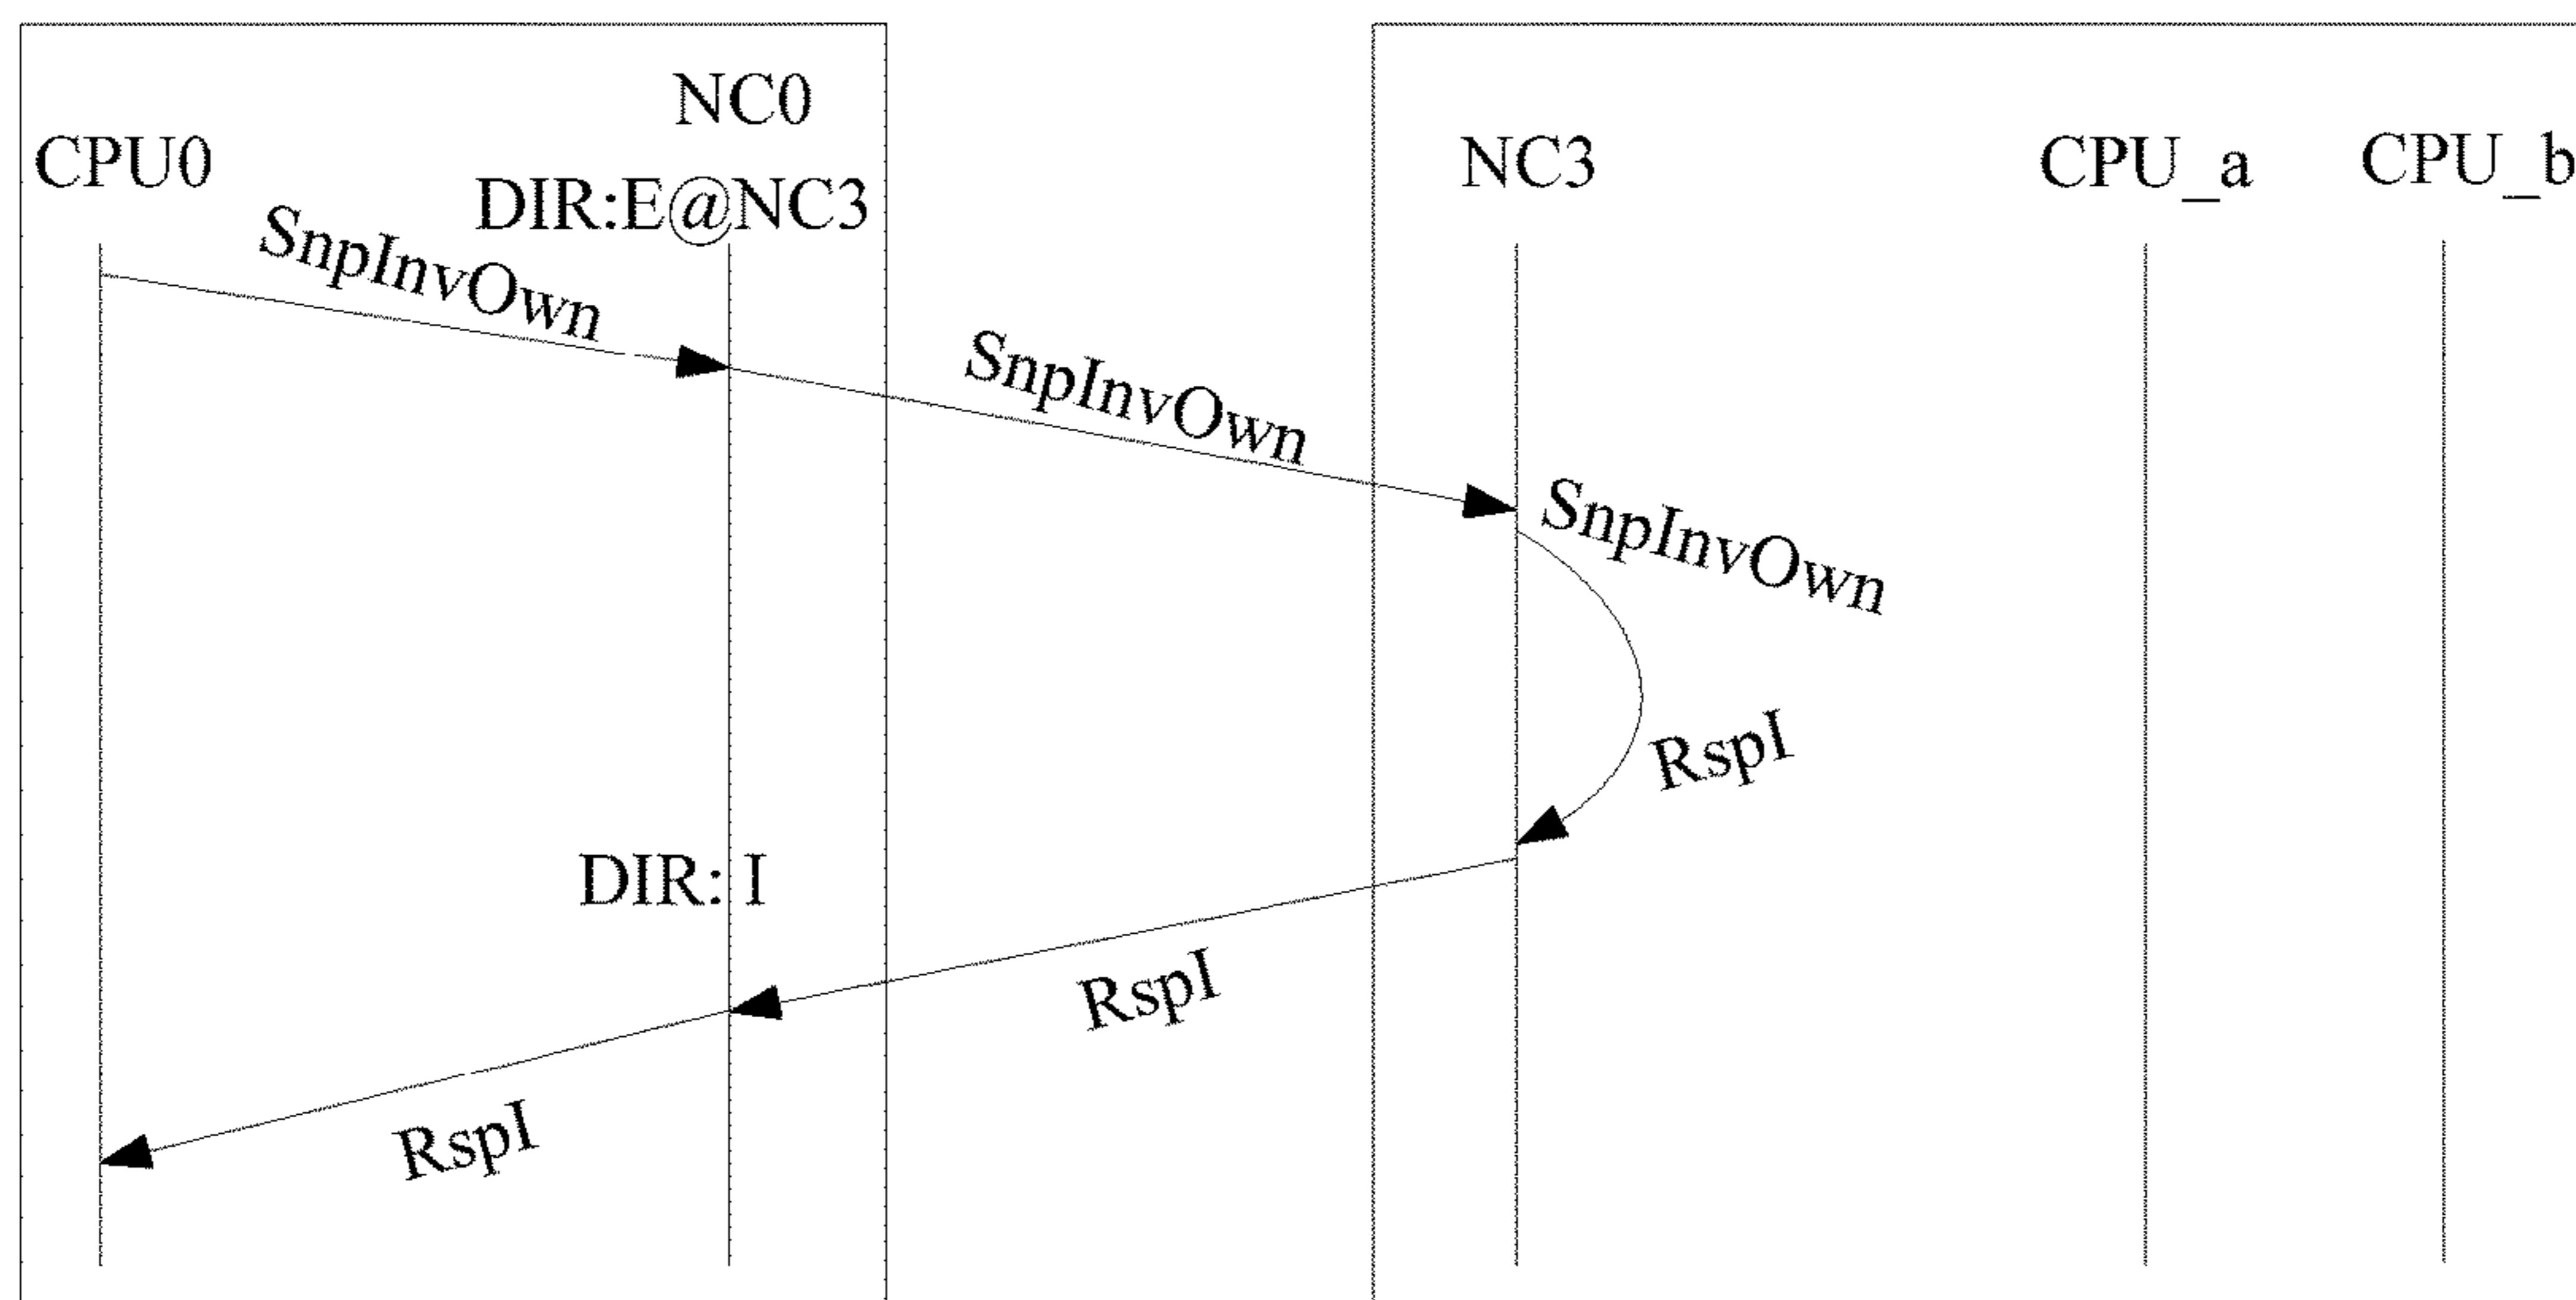 NC0
CPU0
DIR:E@NC3
NC3
CPU_a
CPU_b
SnpInvOwn
SnpInvOwn
SnpInvOwn
RspI
DIR: I
RspI
RspI